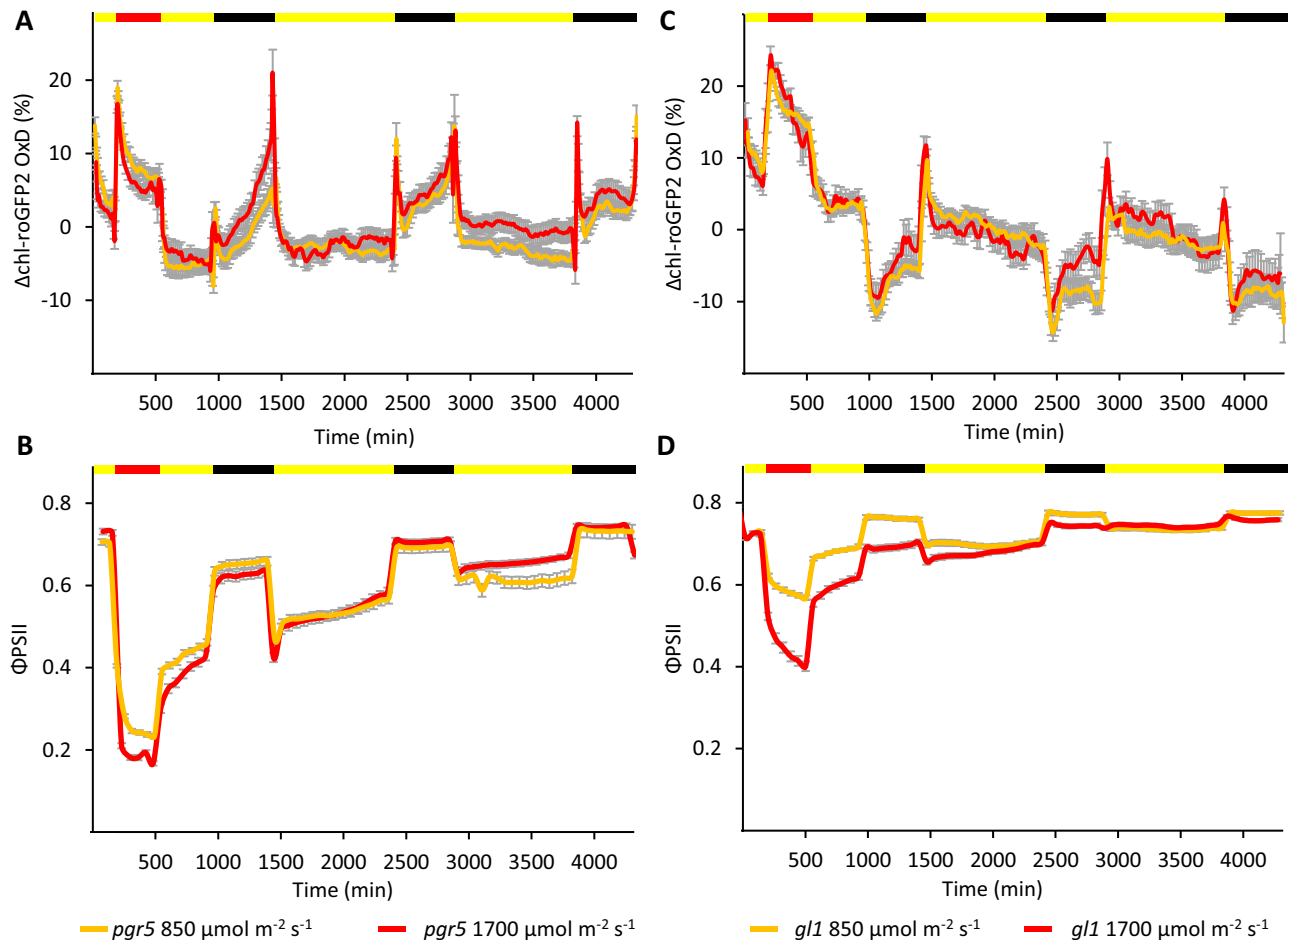 A
Δchl-roGFP2 OxD (%)
20
10
0
-10
500 1000 1500 2000 2500 3000 3500 4000
Time (min)
C
Δchl-roGFP2 OxD (%)
20
10
0
-10
500 1000 1500 2000 2500 3000 3500 4000
Time (min)
B
ΦPSII
0.8
0.6
0.4
0.2
500 1000 1500 2000 2500 3000 3500 4000
Time (min)
pgr5 850 μmol m⁻² s⁻¹ pgr5 1700 μmol m⁻² s⁻¹
D
ΦPSII
0.8
0.6
0.4
0.2
500 1000 1500 2000 2500 3000 3500 4000
Time (min)
gl1 850 μmol m⁻² s⁻¹ gl1 1700 μmol m⁻² s⁻¹